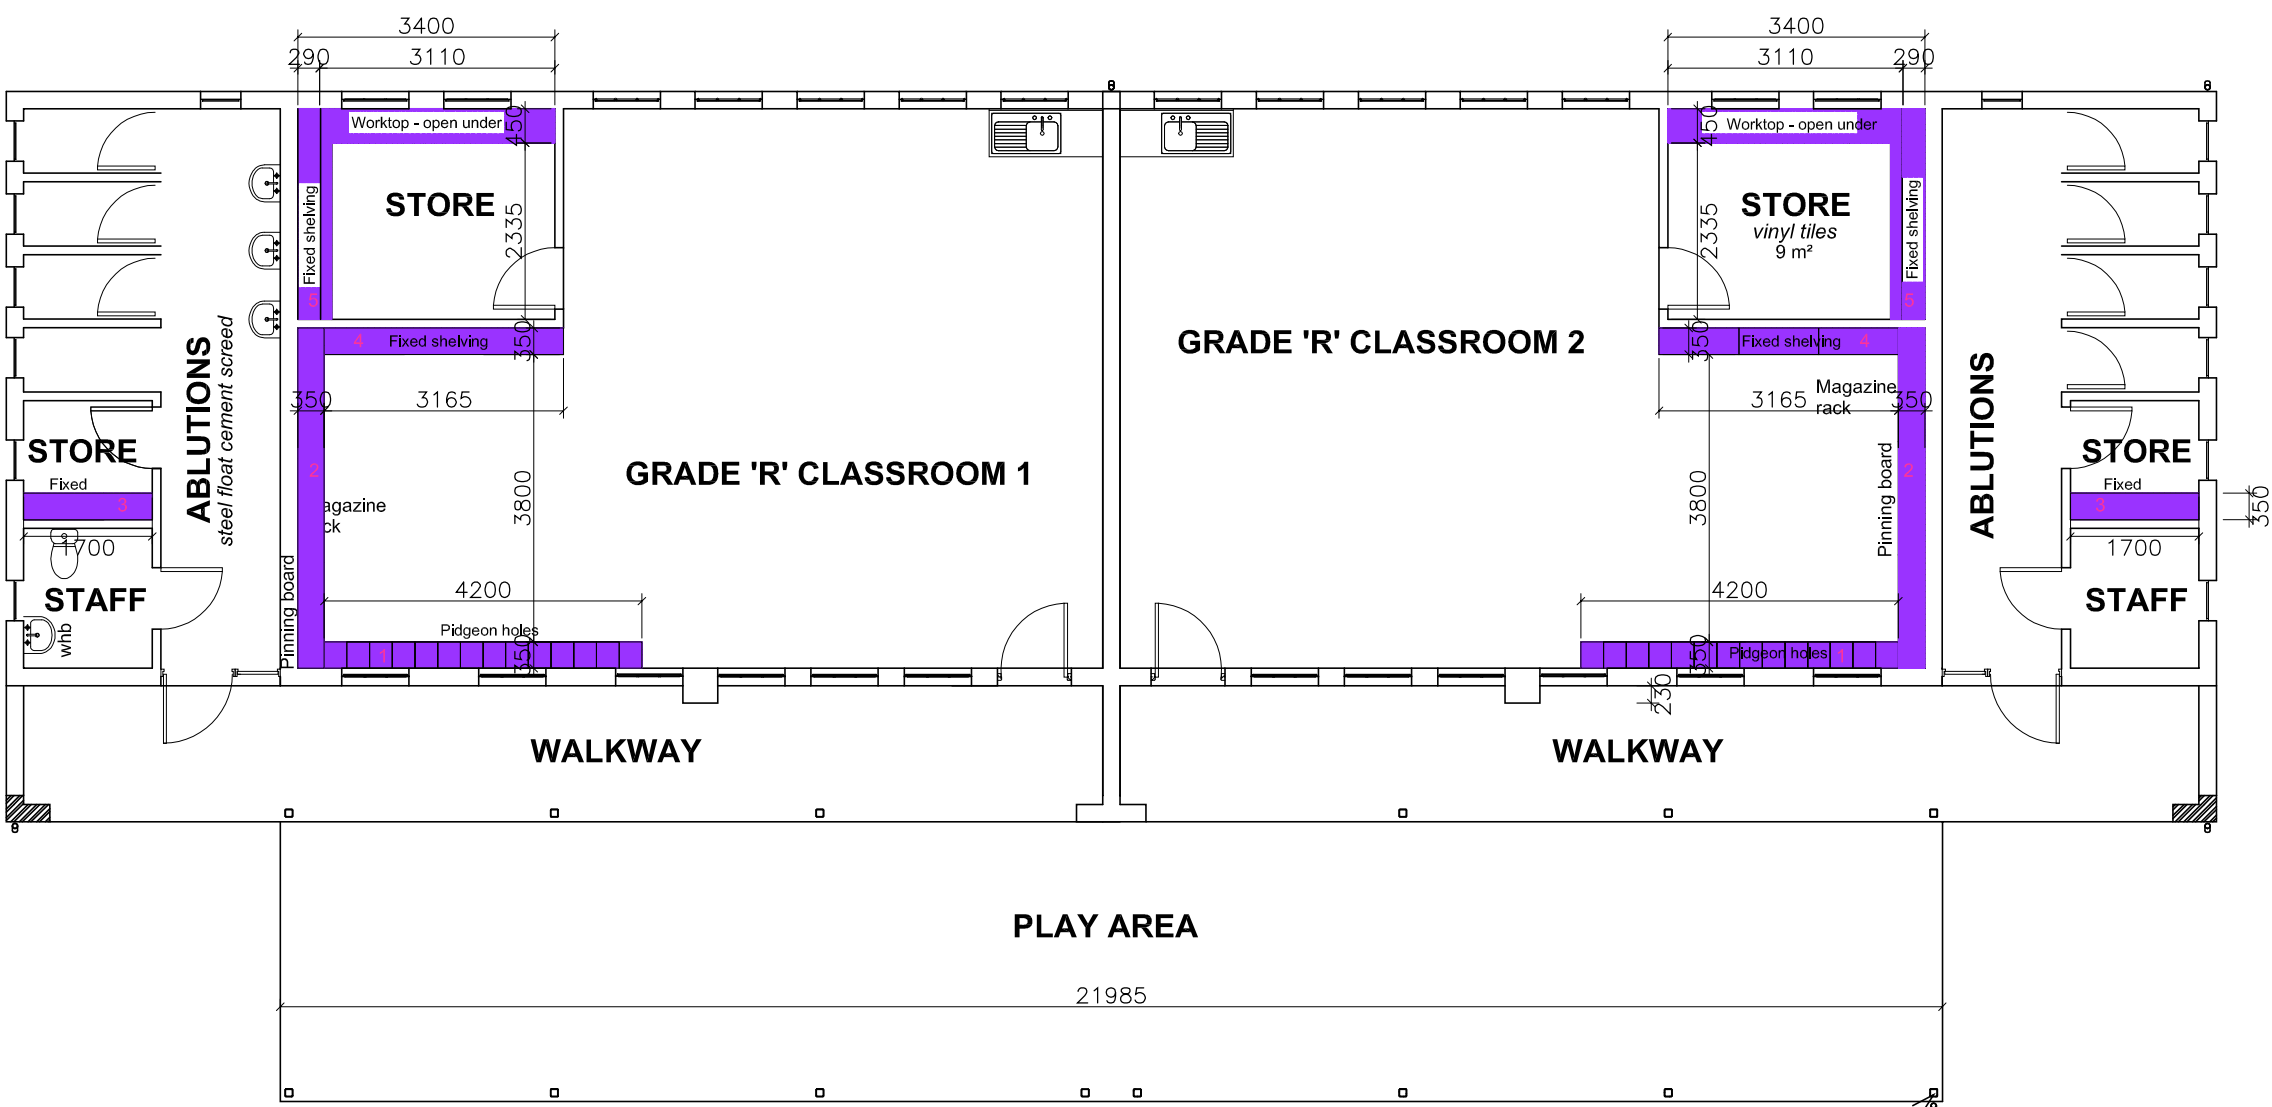 3400
3400
290
3110
3110
290
Worktop - open under
450
450
Worktop - open under
Fixed shelving
STORE
2335
2335
STORE
vinyl tiles
9 m²
Fixed shelving
5
5
4
Fixed shelving
350
350
Fixed shelving
4
GRADE 'R' CLASSROOM 2
ABLUTIONS
steel float cement screed
350
3165
3165
Magazine
rack
350
ABLUTIONS
STORE
2
GRADE 'R' CLASSROOM 1
Pinning board
2
STORE
Fixed
3
agazine
ck
3800
3800
Fixed
3
350
1700
1700
STAFF
whb
Pinning board
4200
4200
STAFF
Pidgeon holes
1
350
350
Pidgeon holes
1
230
WALKWAY
WALKWAY
PLAY AREA
21985